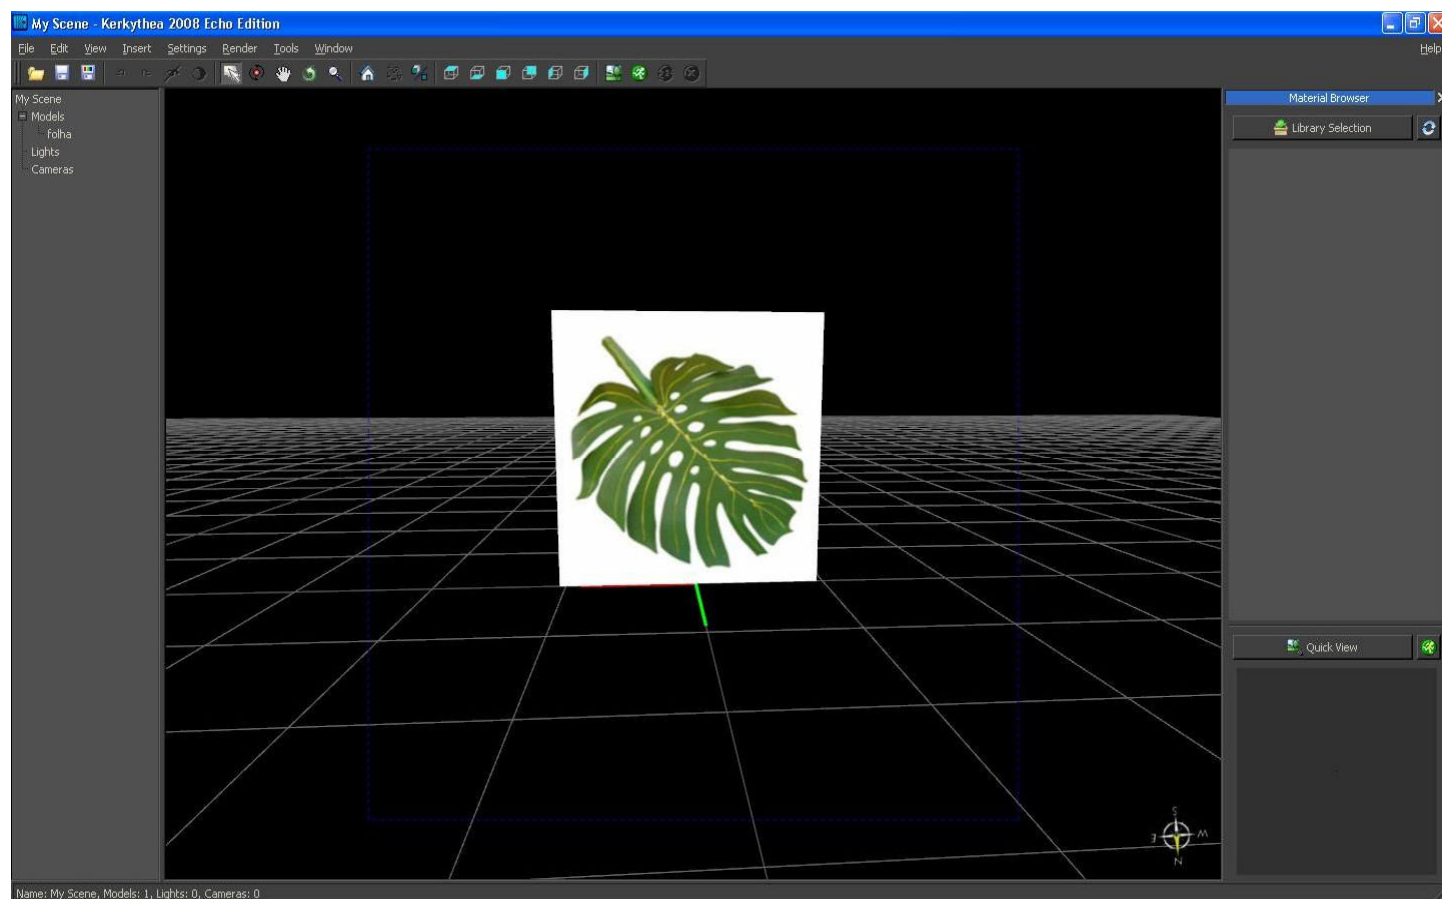 My Scene - Kerkythea 2008 Echo Edition
File Edit View Insert Settings Render Tools Window Help
My Scene
Models
folha
Lights
Cameras
Material Browser
Library Selection
Quick View
S
E W
N
Name: My Scene, Models: 1, Lights: 0, Cameras: 0